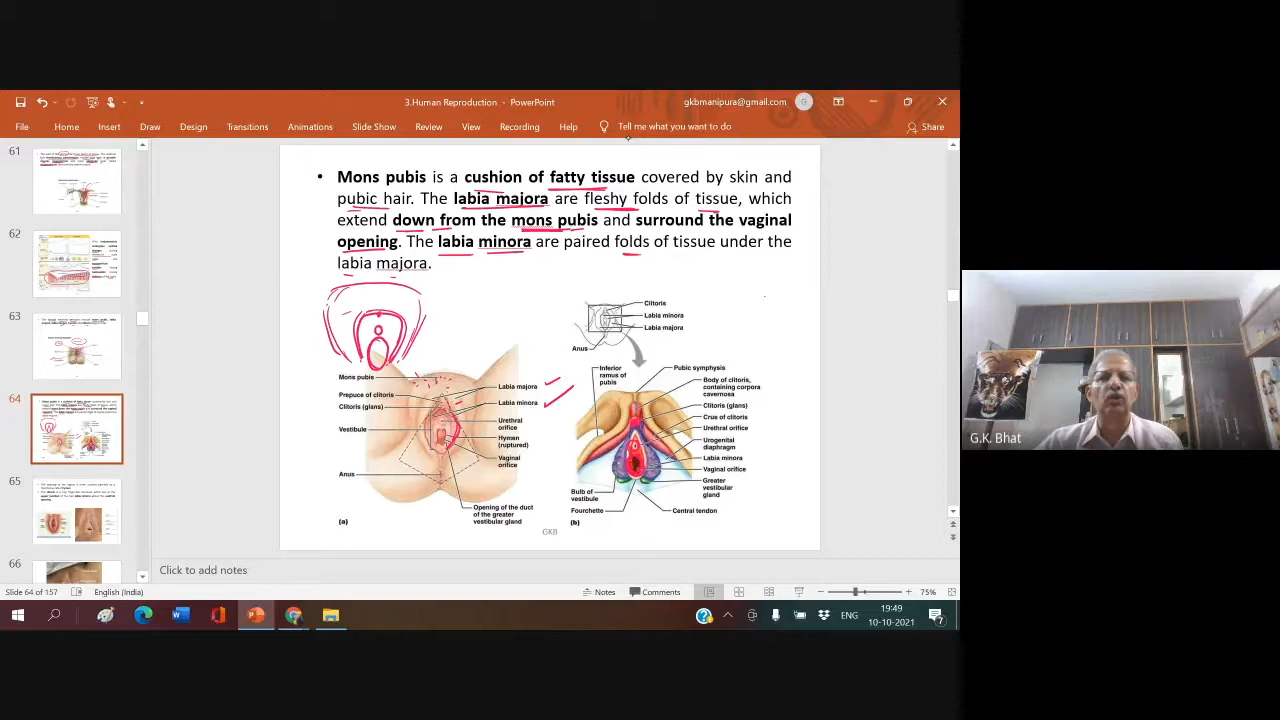 3.Human Reproduction - PowerPoint
gkbmanipura@gmail.com
G
File Home Insert Draw Design Transitions Animations Slide Show Review View Recording Help Tell me what you want to do Share
61
62
63
64
65
66
• Mons pubis is a cushion of fatty tissue covered by skin and
pubic hair. The labia majora are fleshy folds of tissue, which
extend down from the mons pubis and surround the vaginal
opening. The labia minora are paired folds of tissue under the
labia majora.
Mons pubis
Prepuce of clitoris
Clitoris (glans)
Vestibule
Anus
Labia majora
Labia minora
Urethral
orifice
Hymen
(ruptured)
Vaginal
orifice
Opening of the duct
of the greater
vestibular gland
(a)
GKB
Clitoris
Labia minora
Labia majora
Anus
Inferior
ramus of
pubis
Pubic symphysis
Body of clitoris,
containing corpora
cavernosa
Clitoris (glans)
Crus of clitoris
Urethral orifice
Urogenital
diaphragm
Labia minora
Vaginal orifice
Greater
vestibular
gland
Bulb of
vestibule
Fourchette
Central tendon
(b)
Click to add notes
Slide 64 of 157
English (India)
Notes
Comments
75%
ENG
19:49
10-10-2021
7
G.K. Bhat